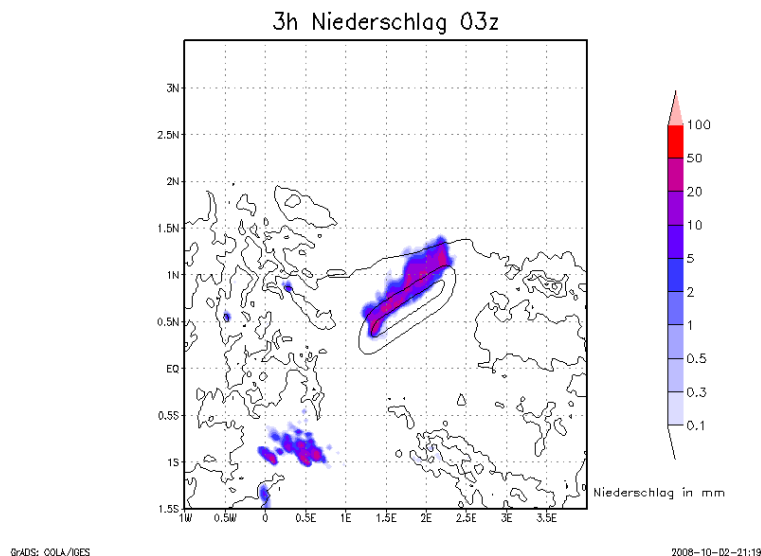 3h Niederschlag 03z
3N
2.5N
2N
1.5N
1N
0.5N
EQ
0.5S
1S
1.5S
1W 0.5W 0 0.5E 1E 1.5E 2E 2.5E 3E 3.5E
100
50
20
10
5
2
1
0.5
0.3
0.1
Niederschlag in mm
GrADS: COLA/IGES
2008-10-02-21:19